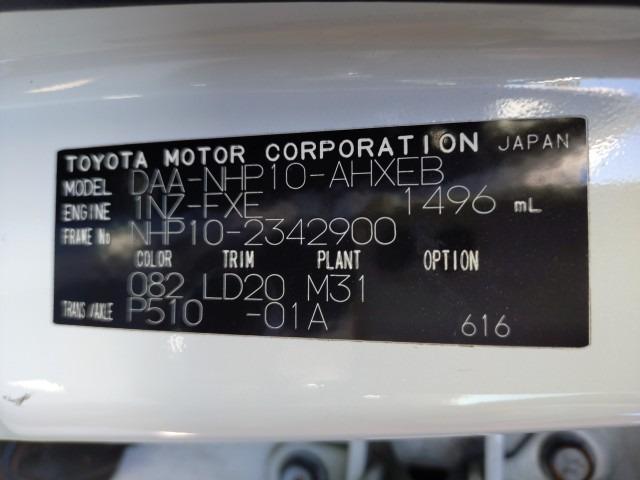 TOYOTA MOTOR CORPORATION JAPAN
MODEL DAA-NHP10-AHXEB
ENGINE 1NZ-FXE 1496 mL
FRAME No NHP10-2342900
COLOR TRIM PLANT OPTION
082 LD20 M31
TRANS/AXLE P510 -01A 616